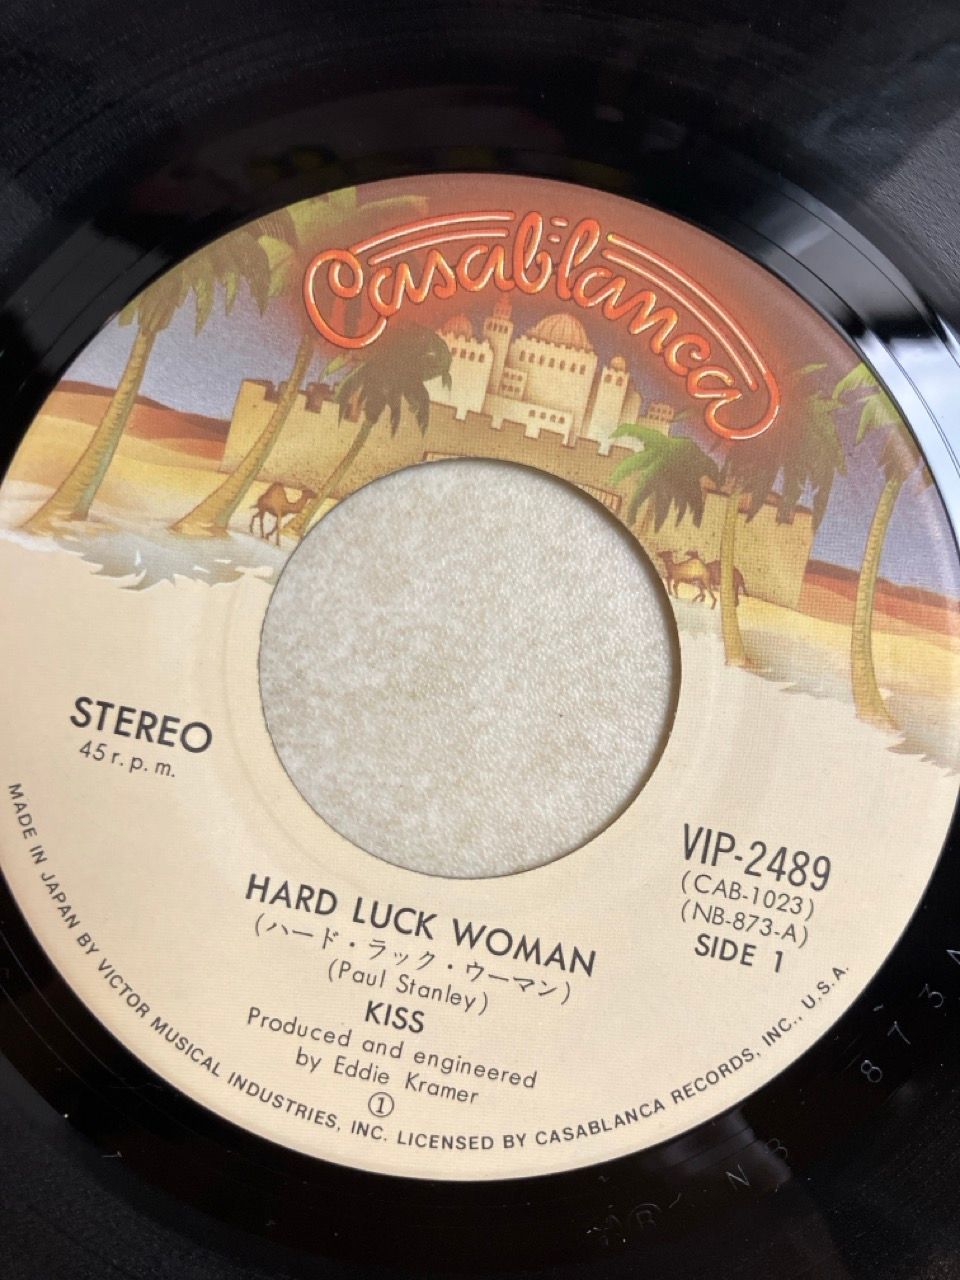 Casablanca
STEREO
45 r.p.m.
VIP-2489
(CAB-1023)
(NB-873-A)
SIDE 1
HARD LUCK WOMAN
(ハード・ラック・ウーマン)
(Paul Stanley)
KISS
Produced and engineered
by Eddie Kramer
①
MADE IN JAPAN BY VICTOR MUSICAL INDUSTRIES, INC. LICENSED BY CASABLANCA RECORDS, INC., U.S.A.